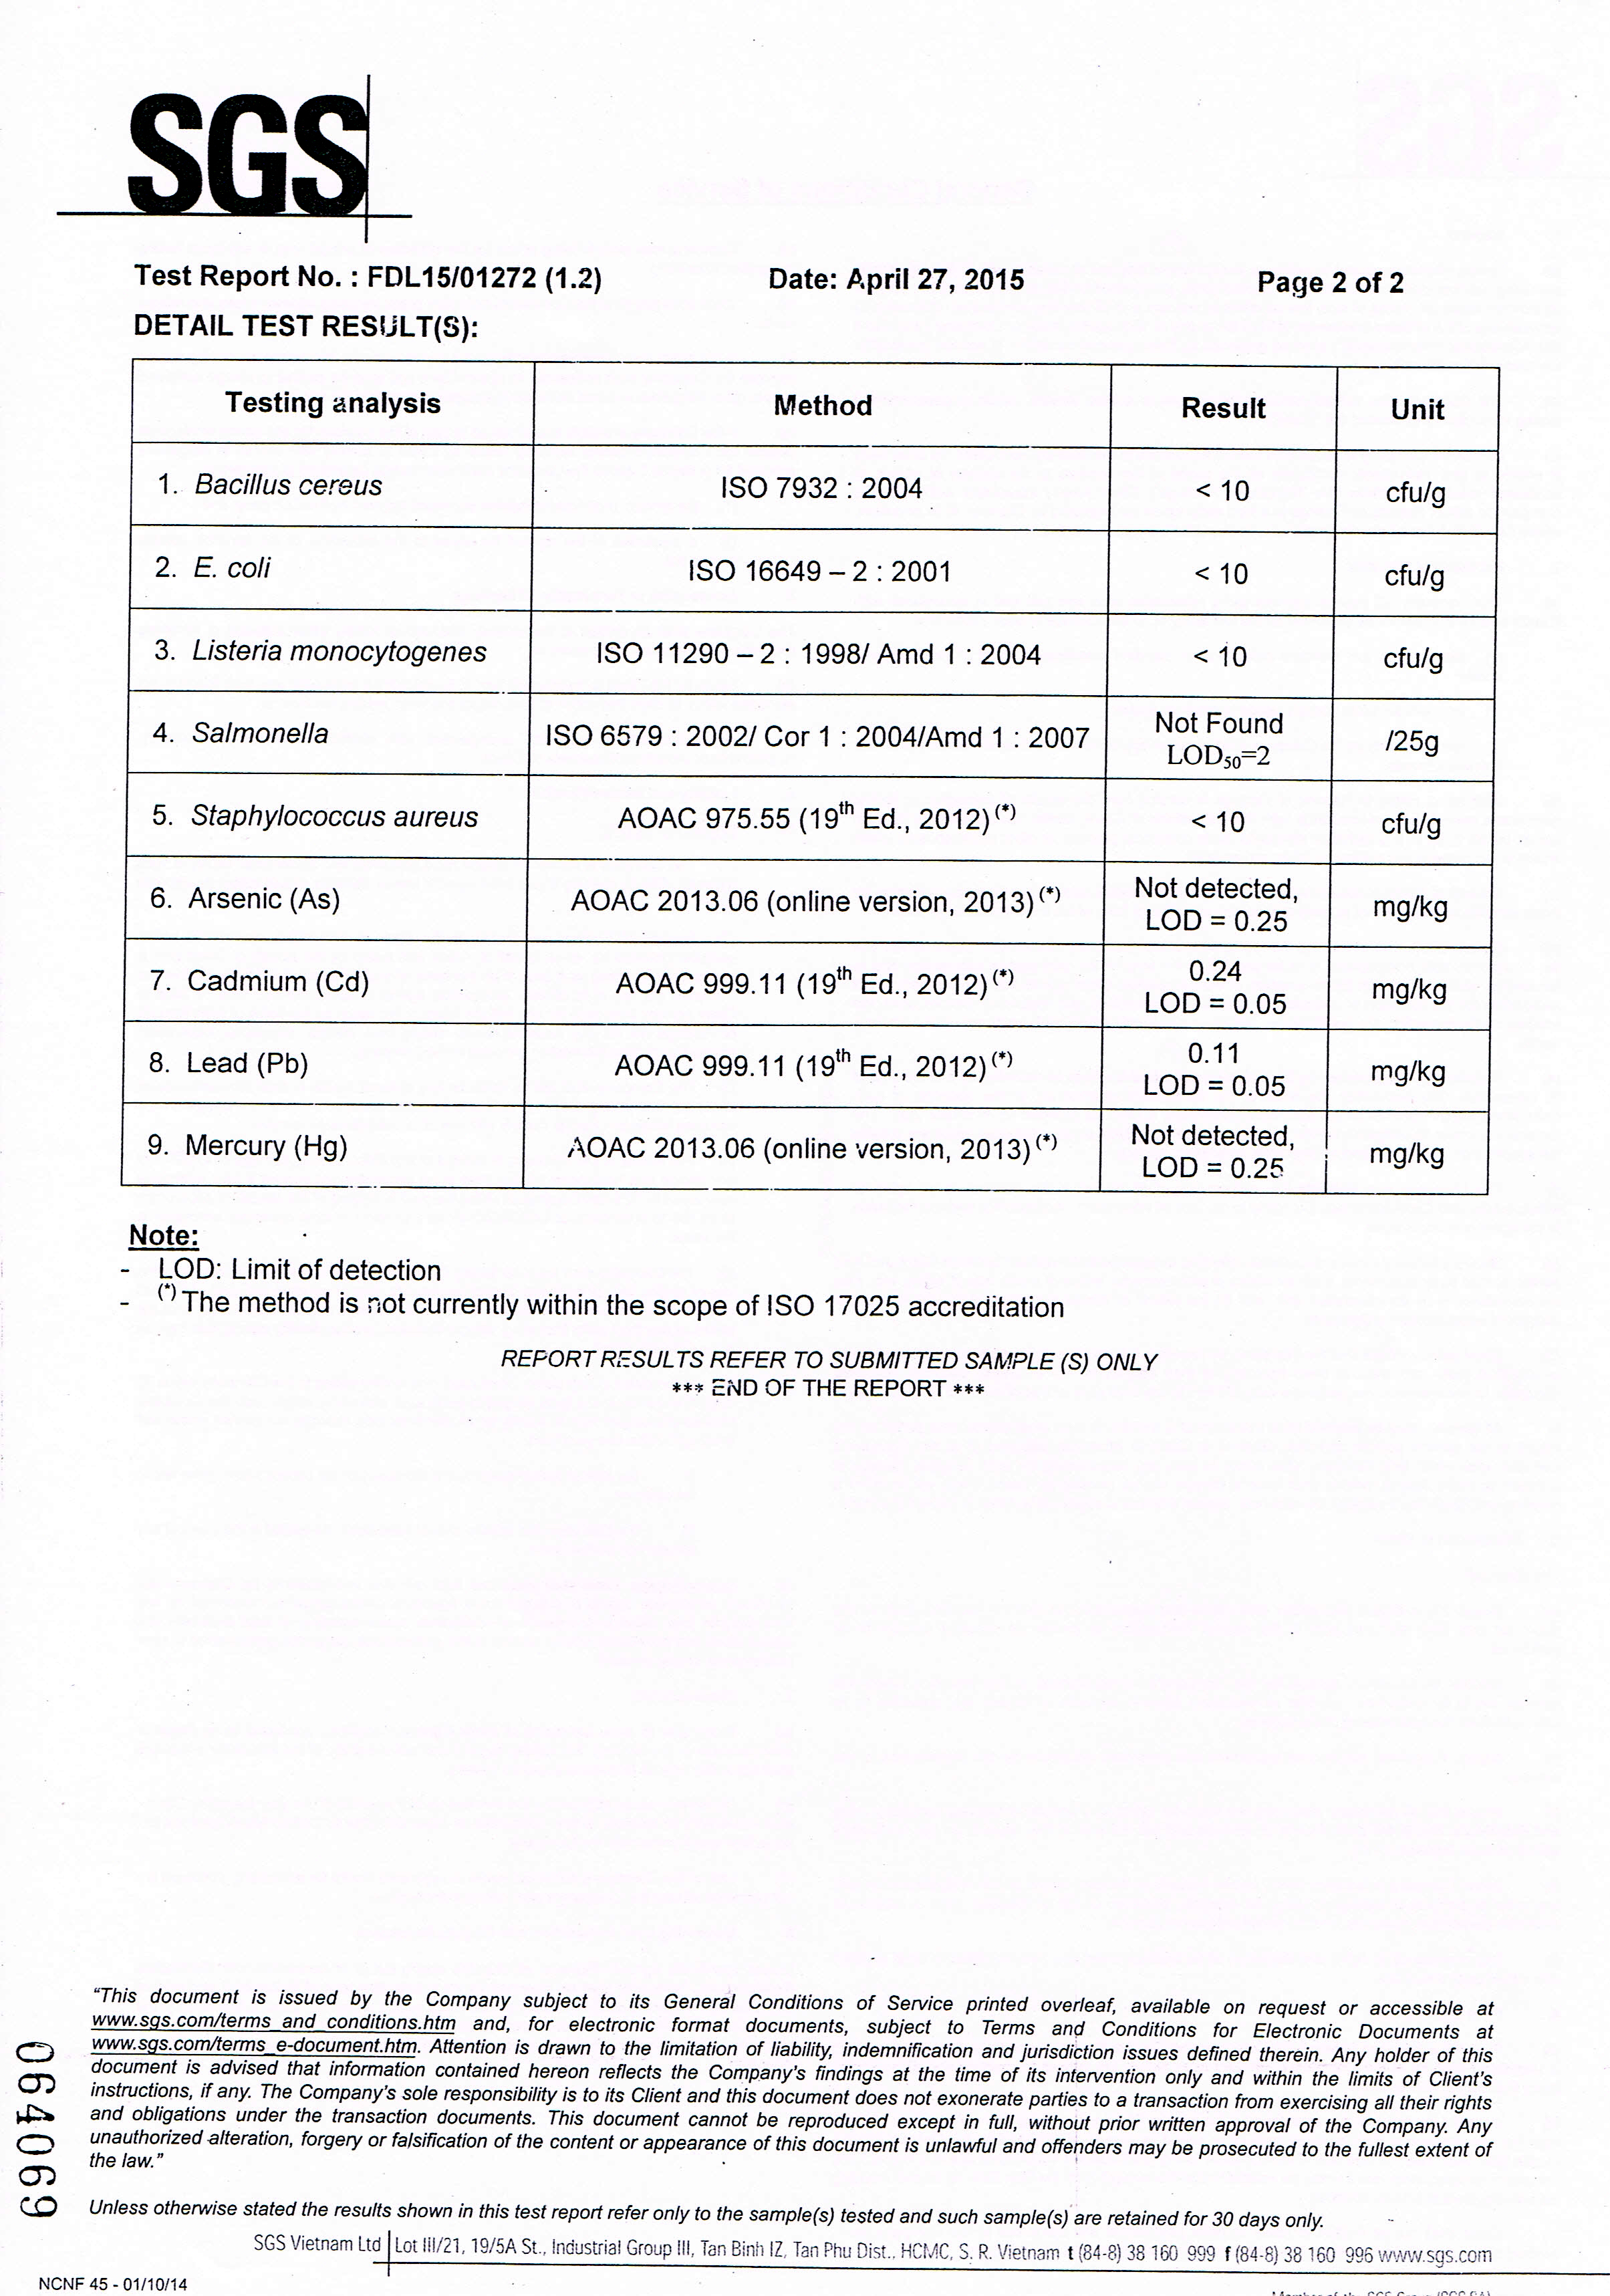 SGS
Test Report No. : FDL15/01272 (1.2) Date: April 27, 2015 Page 2 of 2
DETAIL TEST RESULT(S):
Testing analysis Method Result Unit
1. Bacillus cereus ISO 7932 : 2004 < 10 cfu/g
2. E. coli ISO 16649 – 2 : 2001 < 10 cfu/g
3. Listeria monocytogenes ISO 11290 – 2 : 1998/ Amd 1 : 2004 < 10 cfu/g
4. Salmonella ISO 6579 : 2002/ Cor 1 : 2004/Amd 1 : 2007 Not Found /25g
LOD50=2
5. Staphylococcus aureus AOAC 975.55 (19th Ed., 2012) (*) < 10 cfu/g
6. Arsenic (As) AOAC 2013.06 (online version, 2013) (*) Not detected, mg/kg
LOD = 0.25
7. Cadmium (Cd) AOAC 999.11 (19th Ed., 2012) (*) 0.24 mg/kg
LOD = 0.05
8. Lead (Pb) AOAC 999.11 (19th Ed., 2012) (*) 0.11 mg/kg
LOD = 0.05
9. Mercury (Hg) AOAC 2013.06 (online version, 2013) (*) Not detected, mg/kg
LOD = 0.25
Note:
- LOD: Limit of detection
- (*) The method is not currently within the scope of ISO 17025 accreditation
REPORT RESULTS REFER TO SUBMITTED SAMPLE (S) ONLY
*** END OF THE REPORT ***
“This document is issued by the Company subject to its General Conditions of Service printed overleaf, available on request or accessible at
www.sgs.com/terms_and_conditions.htm and, for electronic format documents, subject to Terms and Conditions for Electronic Documents at
www.sgs.com/terms_e-document.htm. Attention is drawn to the limitation of liability, indemnification and jurisdiction issues defined therein. Any holder of this
document is advised that information contained hereon reflects the Company's findings at the time of its intervention only and within the limits of Client's
instructions, if any. The Company's sole responsibility is to its Client and this document does not exonerate parties to a transaction from exercising all their rights
and obligations under the transaction documents. This document cannot be reproduced except in full, without prior written approval of the Company. Any
unauthorized alteration, forgery or falsification of the content or appearance of this document is unlawful and offenders may be prosecuted to the fullest extent of
the law.”
Unless otherwise stated the results shown in this test report refer only to the sample(s) tested and such sample(s) are retained for 30 days only.
SGS Vietnam Ltd Lot III/21, 19/5A St., Industrial Group III, Tan Binh IZ, Tan Phu Dist., HCMC, S. R. Vietnam t (84-8) 38 160 999 f (84-8) 38 160 996 www.sgs.com
NCNF 45 - 01/10/14